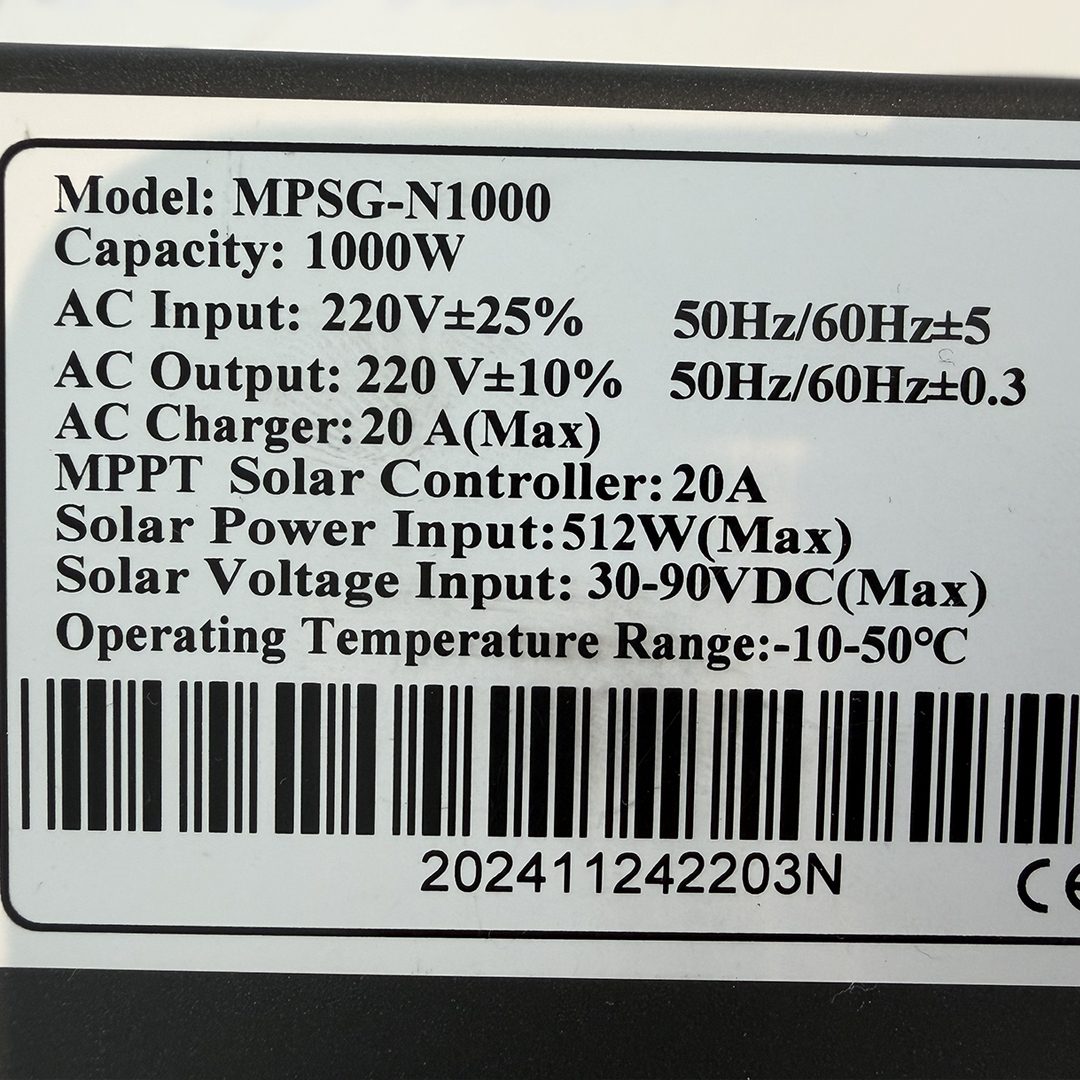 Model: MPSG-N1000
Capacity: 1000W
AC Input: 220V±25% 50Hz/60Hz±5
AC Output: 220V±10% 50Hz/60Hz±0.3
AC Charger:20 A(Max)
MPPT Solar Controller:20A
Solar Power Input:512W(Max)
Solar Voltage Input: 30-90VDC(Max)
Operating Temperature Range:-10-50°C
202411242203N
CE